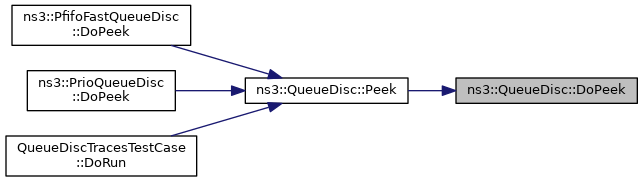 ns3::PfifoFastQueueDisc
::DoPeek
ns3::PrioQueueDisc
::DoPeek
QueueDiscTracesTestCase
::DoRun
ns3::QueueDisc::Peek
ns3::QueueDisc::DoPeek